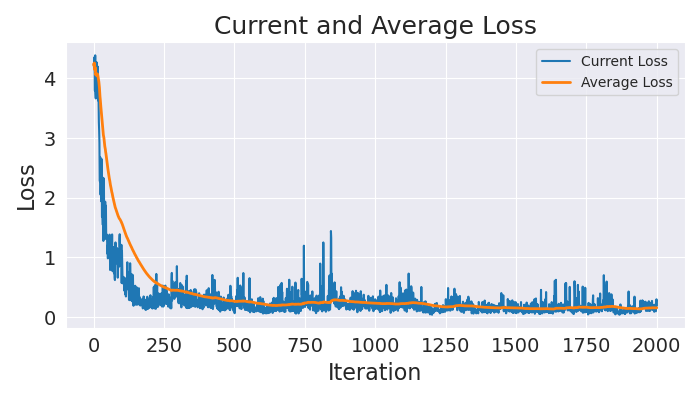 Current and Average Loss
Current Loss
Average Loss
Loss
4
3
2
1
0
0 250 500 750 1000 1250 1500 1750 2000
Iteration